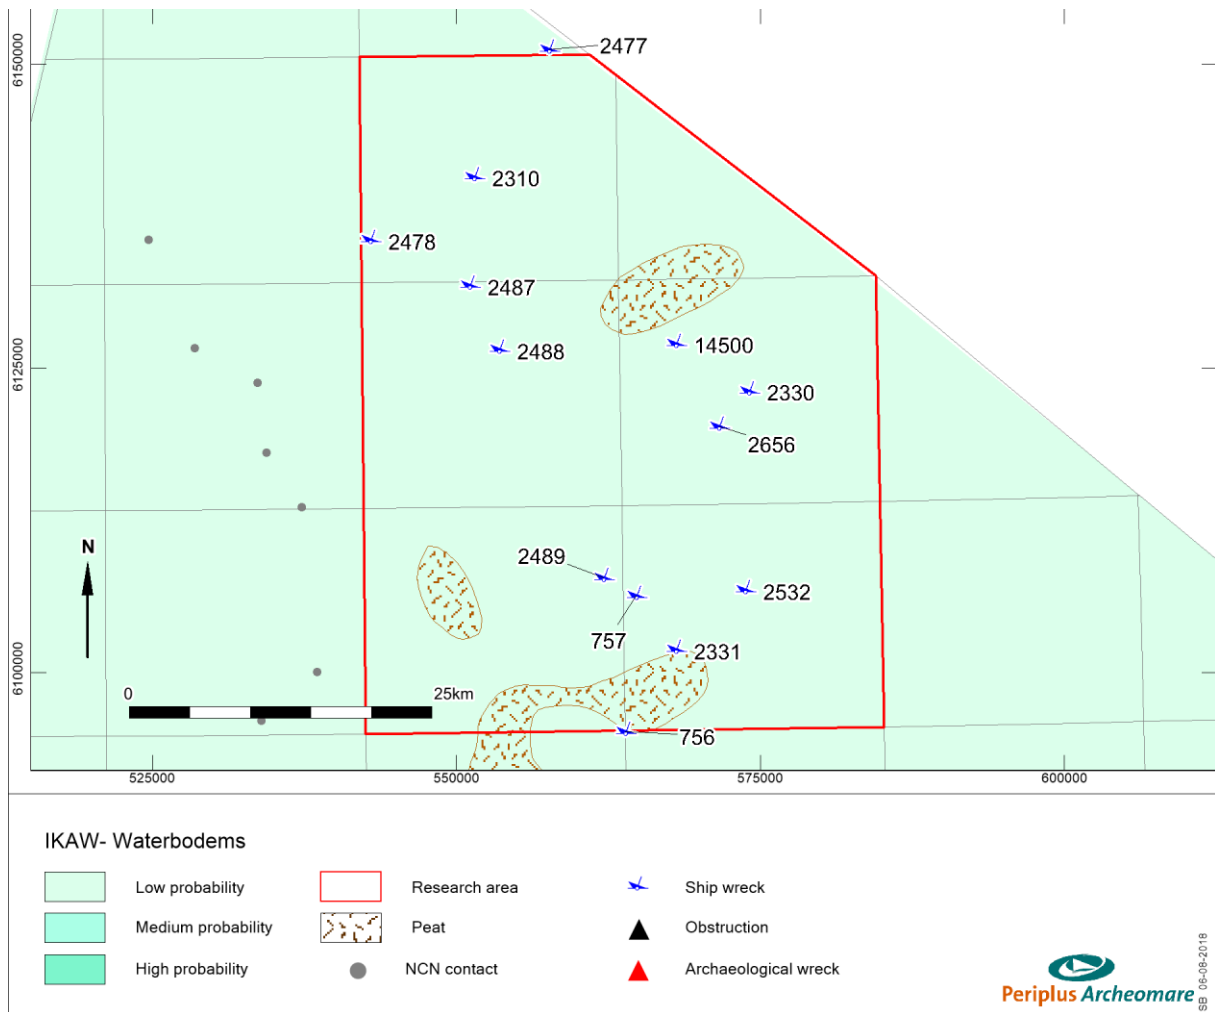 6150000
2477
2310
2478
2487
2488
14500
6125000
2330
2656
N
2489
757
2532
2331
6100000
0
25km
756
525000
550000
575000
600000
IKAW- Waterbodems
Low probability
Research area
Ship wreck
Medium probability
Peat
Obstruction
High probability
NCN contact
Archaeological wreck
Periplus Archeomare
SB 06-08-2018